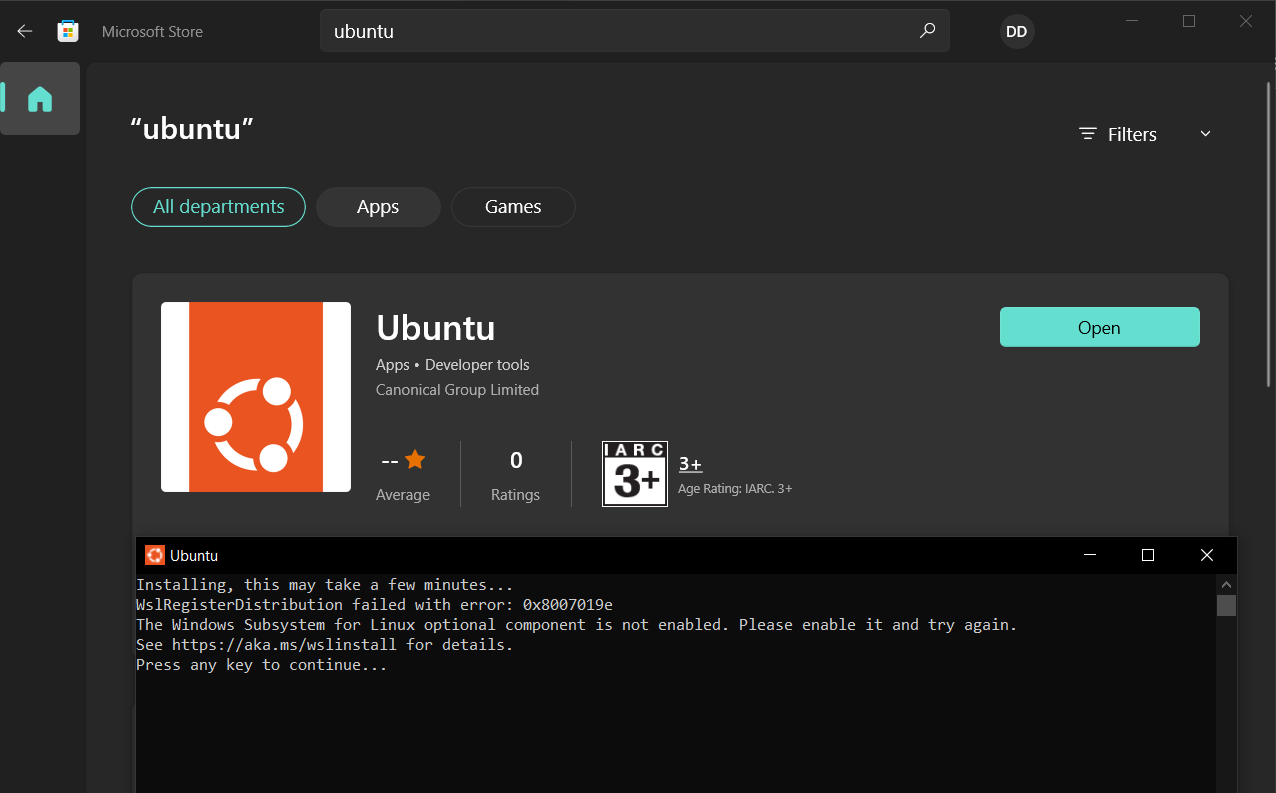 Microsoft Store
ubuntu
DD
“ubuntu”
Filters
All departments
Apps
Games
Ubuntu
Open
Apps • Developer tools
Canonical Group Limited
--
Average
0
Ratings
IARC
3+
3+
Age Rating: IARC. 3+
Ubuntu
Installing, this may take a few minutes...
WslRegisterDistribution failed with error: 0x8007019e
The Windows Subsystem for Linux optional component is not enabled. Please enable it and try again.
See https://aka.ms/wslinstall for details.
Press any key to continue...